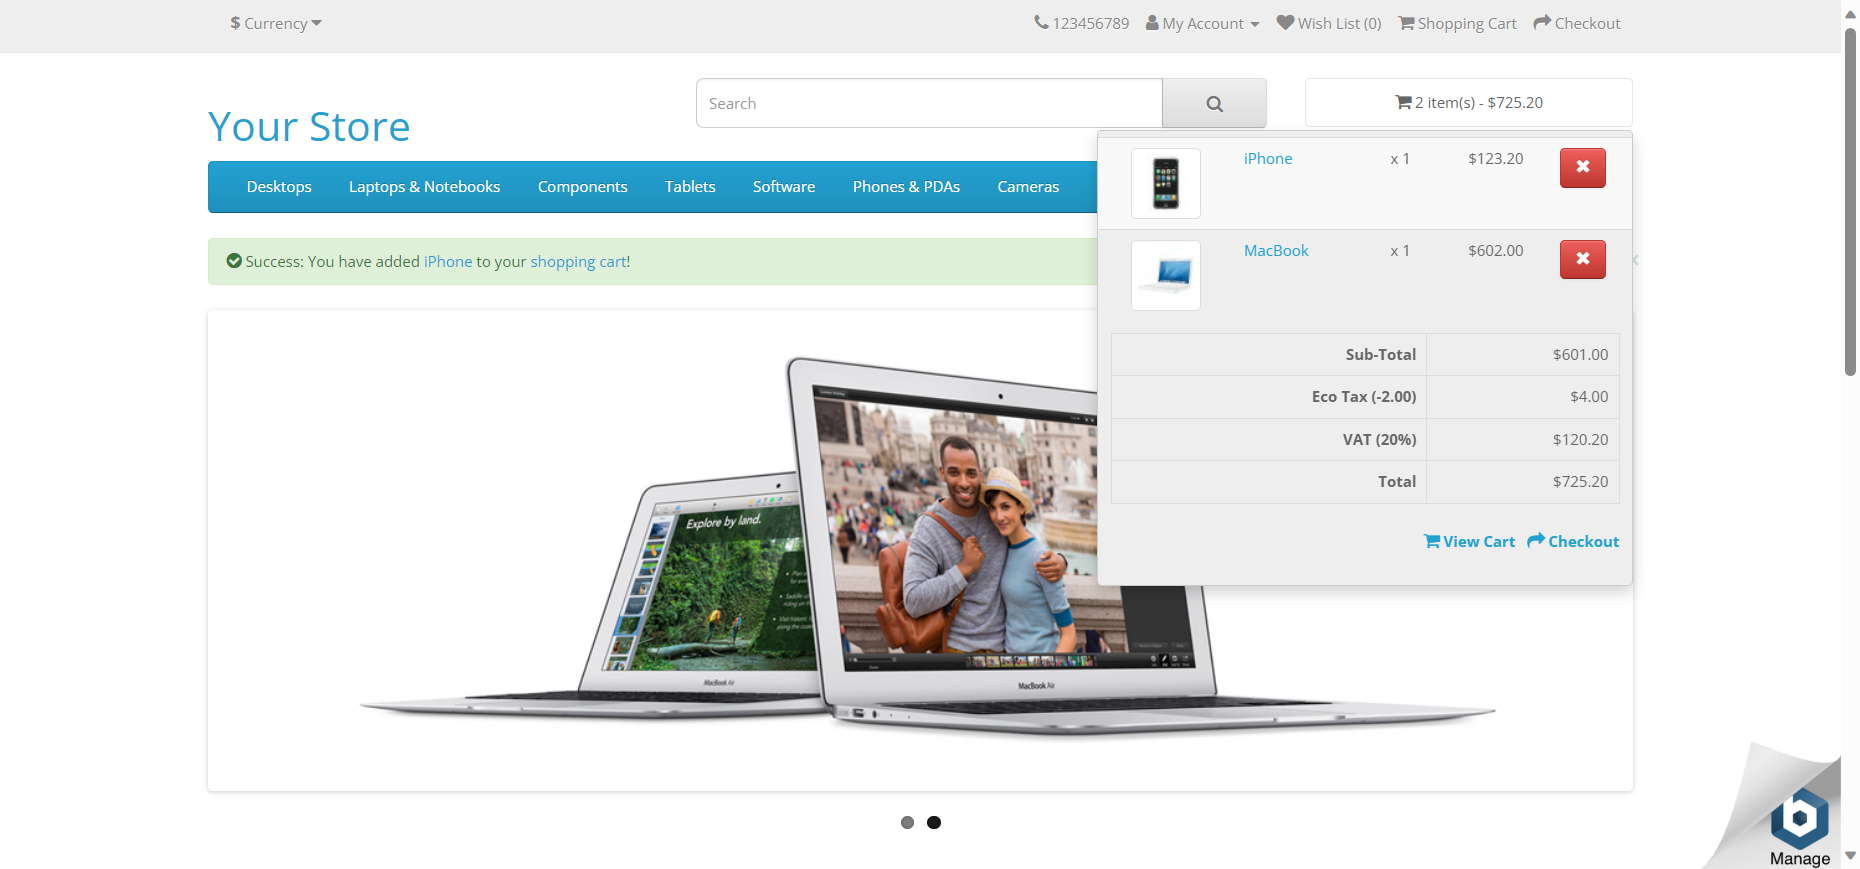 $ Currency
123456789 My Account Wish List (0) Shopping Cart Checkout
Your Store
Search
2 item(s) - $725.20
Desktops Laptops & Notebooks Components Tablets Software Phones & PDAs Cameras
iPhone x 1 $123.20
MacBook x 1 $602.00
Sub-Total $601.00
Eco Tax (-2.00) $4.00
VAT (20%) $120.20
Total $725.20
View Cart Checkout
Success: You have added iPhone to your shopping cart!
Explore by land.
MacBook Air
MacBook Air
Manage